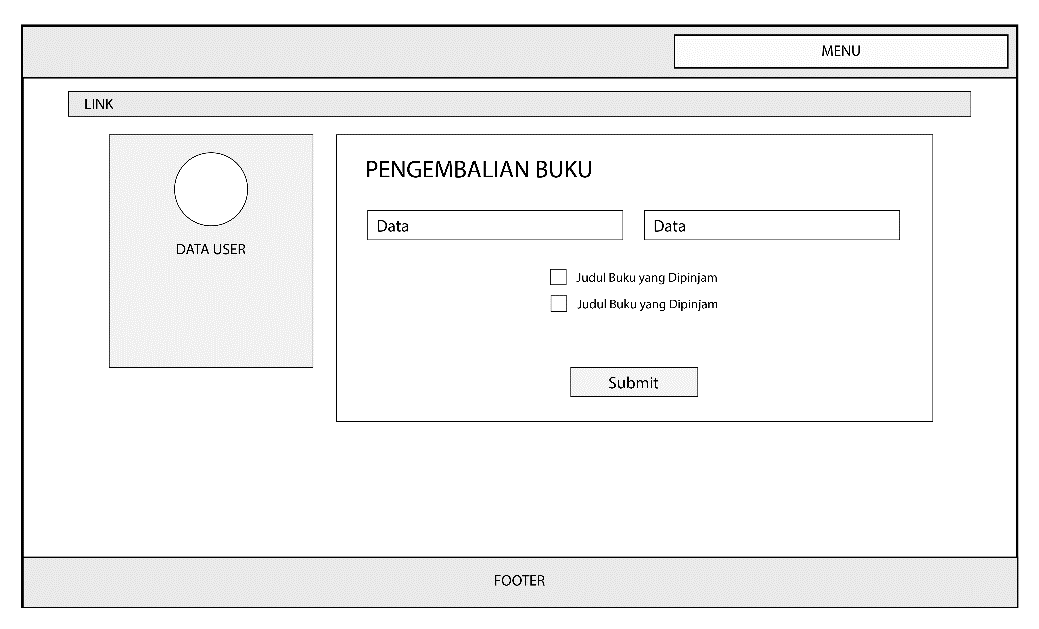 MENU
LINK
DATA USER
PENGEMBALIAN BUKU
Data
Data
Judul Buku yang Dipinjam
Judul Buku yang Dipinjam
Submit
FOOTER